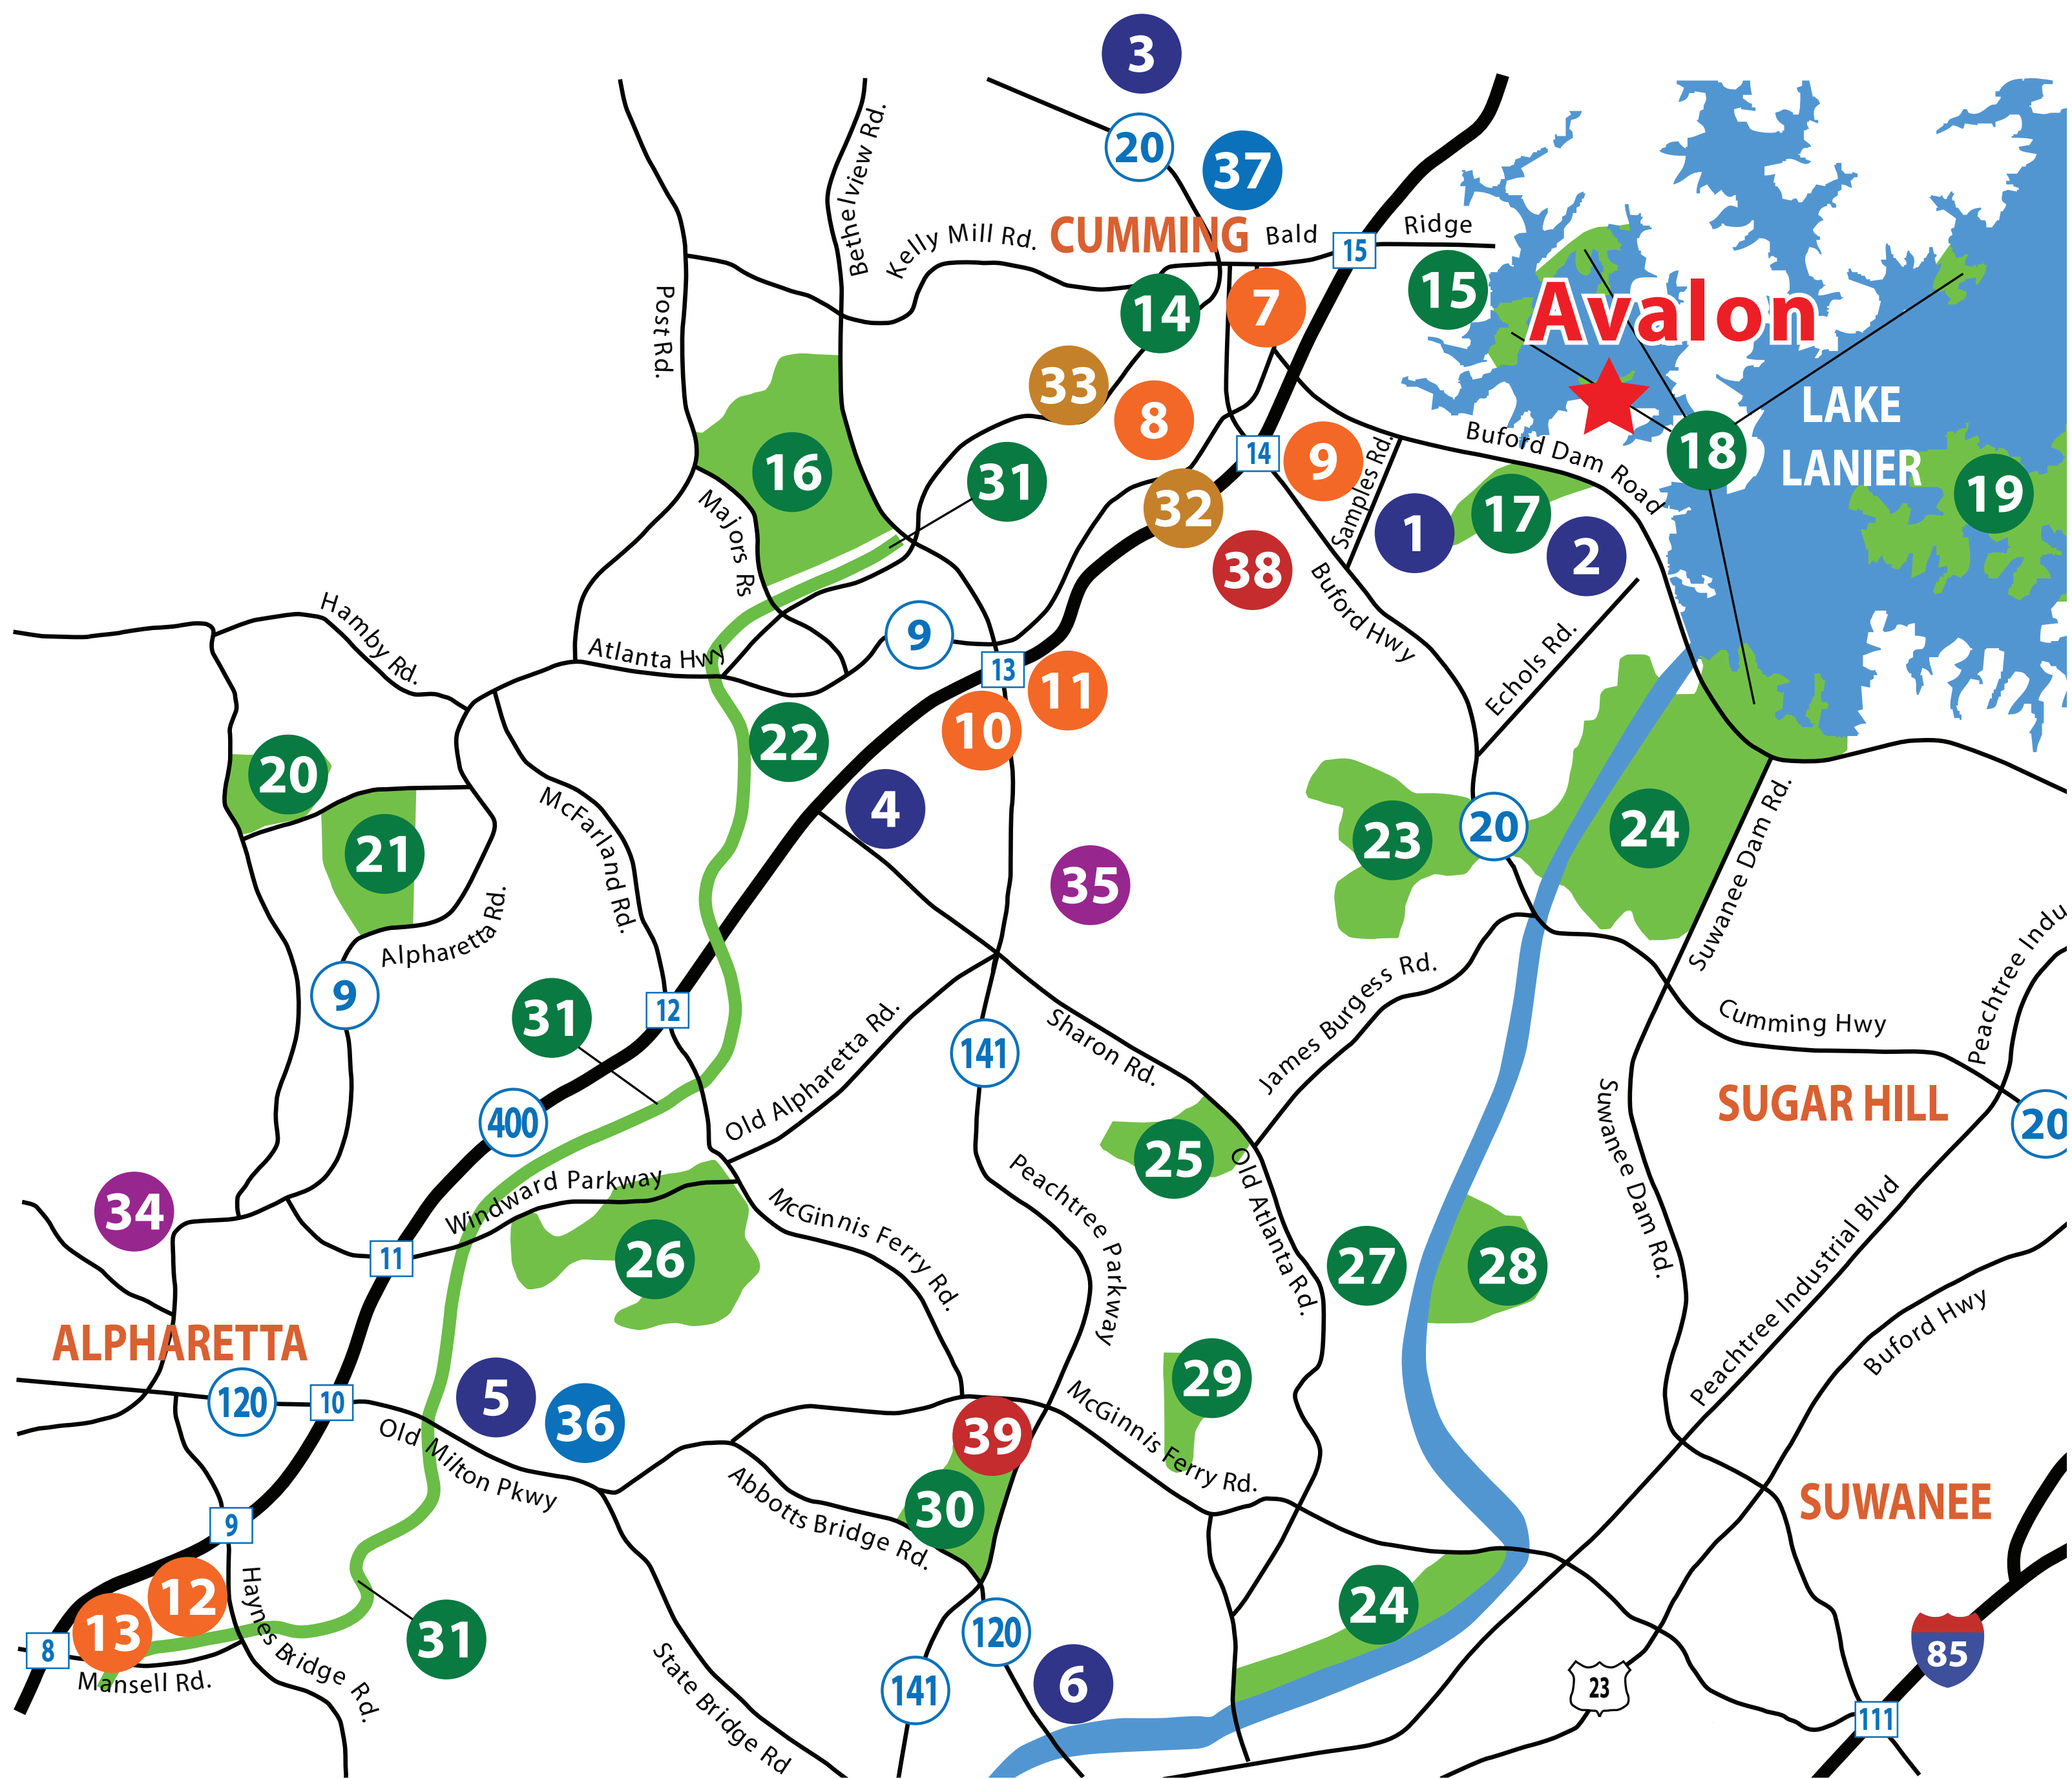 3
20
37
Bethelview Rd.
Kelly Mill Rd.
CUMMING
Bald
15
Ridge
Post Rd.
14
7
15
Avalon
33
8
LAKE
LANIER
16
31
14
9
Samples Rd.
Buford Dam Road
18
19
32
1
17
2
Majors Rs
38
Buford Hwy
Hamby Rd.
Atlanta Hwy
9
13
11
10
Echols Rd.
22
20
4
McFarland Rd.
21
35
23
20
24
Suwanee Dam Rd.
Alpharetta Rd.
9
31
12
Old Alpharetta Rd.
141
Sharon Rd.
James Burgess Rd.
Cumming Hwy
Peachtree Indu
400
SUGAR HILL
20
25
Suwanee Dam Rd.
34
Windward Parkway
McGinnis Ferry Rd.
Peachtree Parkway
Old Atlanta Rd.
11
26
27
28
Peachtree Industrial Blvd
Buford Hwy
ALPHARETTA
120
10
5
36
29
Old Milton Pkwy
39
McGinnis Ferry Rd.
SUWANEE
Abbotts Bridge Rd.
30
9
12
13
Haynes Bridge Rd.
24
8
Mansell Rd.
31
State Bridge Rd
120
141
6
23
85
111